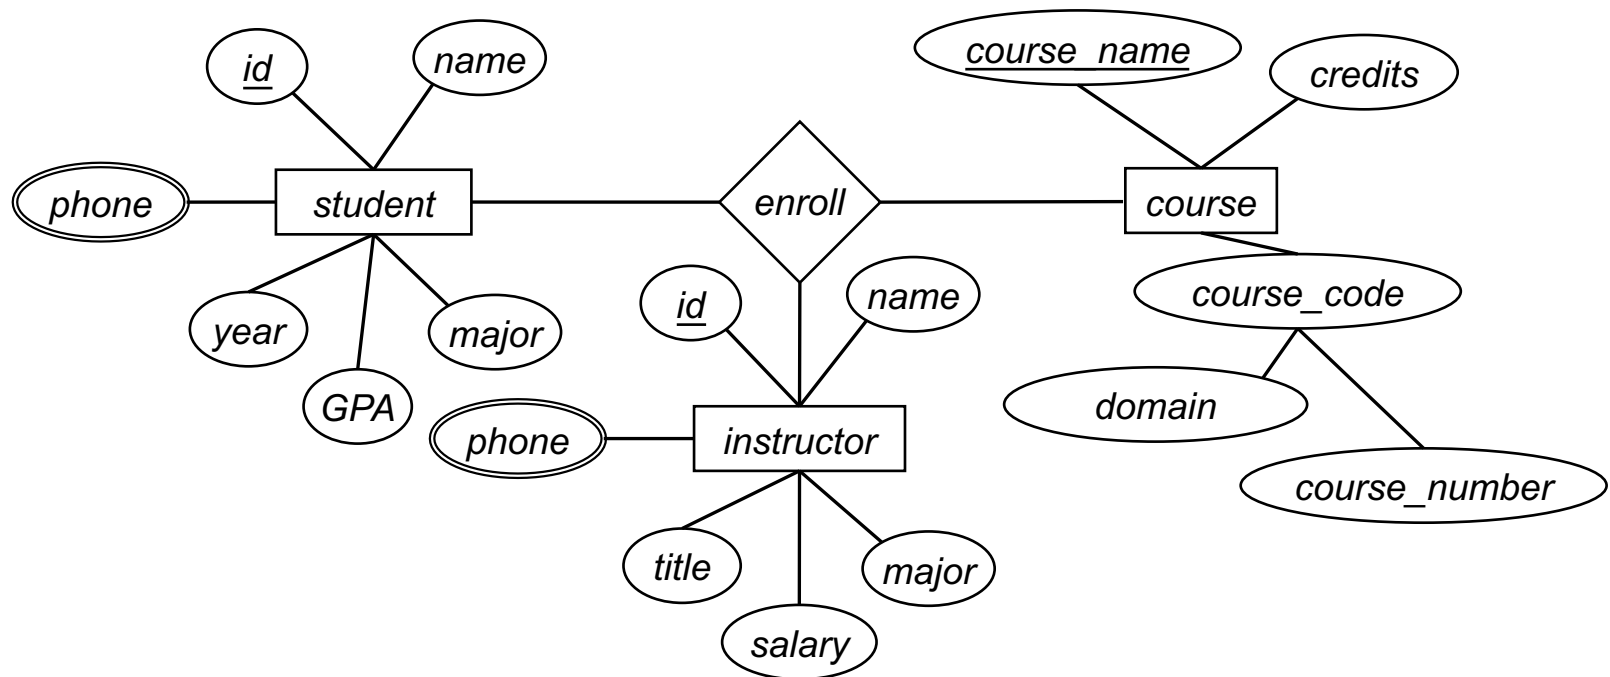 id
name
course_name
credits
phone
student
enroll
course
year
GPA
major
id
name
course_code
domain
course_number
phone
instructor
title
salary
major